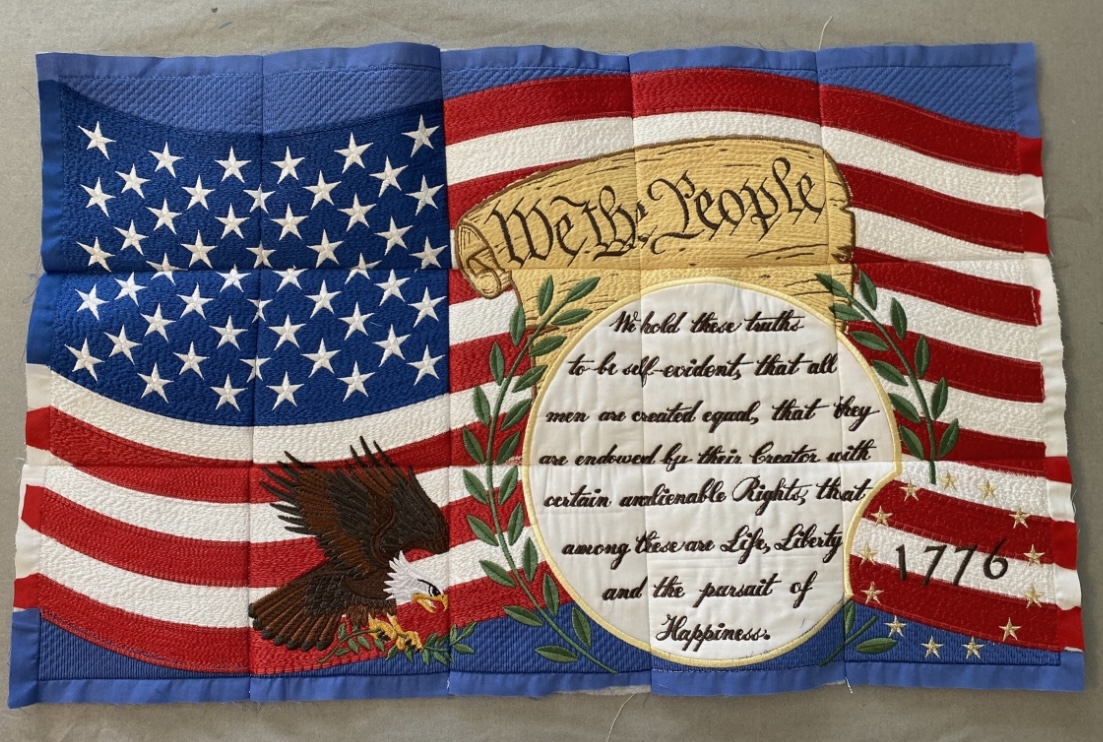 We The People
We hold these truths
to be self-evident, that all
men are created equal, that they
are endowed by their Creator with
certain unalienable Rights, that
among these are Life, Liberty
and the pursuit of
Happiness.
1776